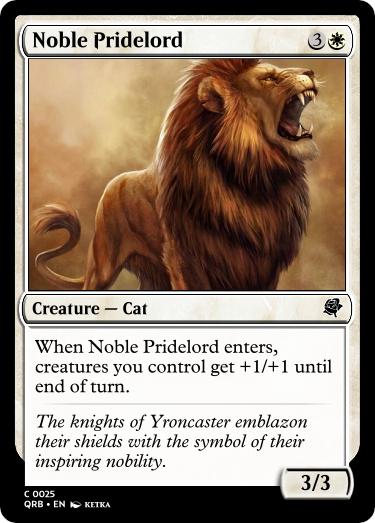 Noble Pridelord 3
Creature — Cat
When Noble Pridelord enters,
creatures you control get +1/+1 until
end of turn.
The knights of Yroncaster emblazon
their shields with the symbol of their
inspiring nobility.
3/3
C 0025
QRB • EN KETKA